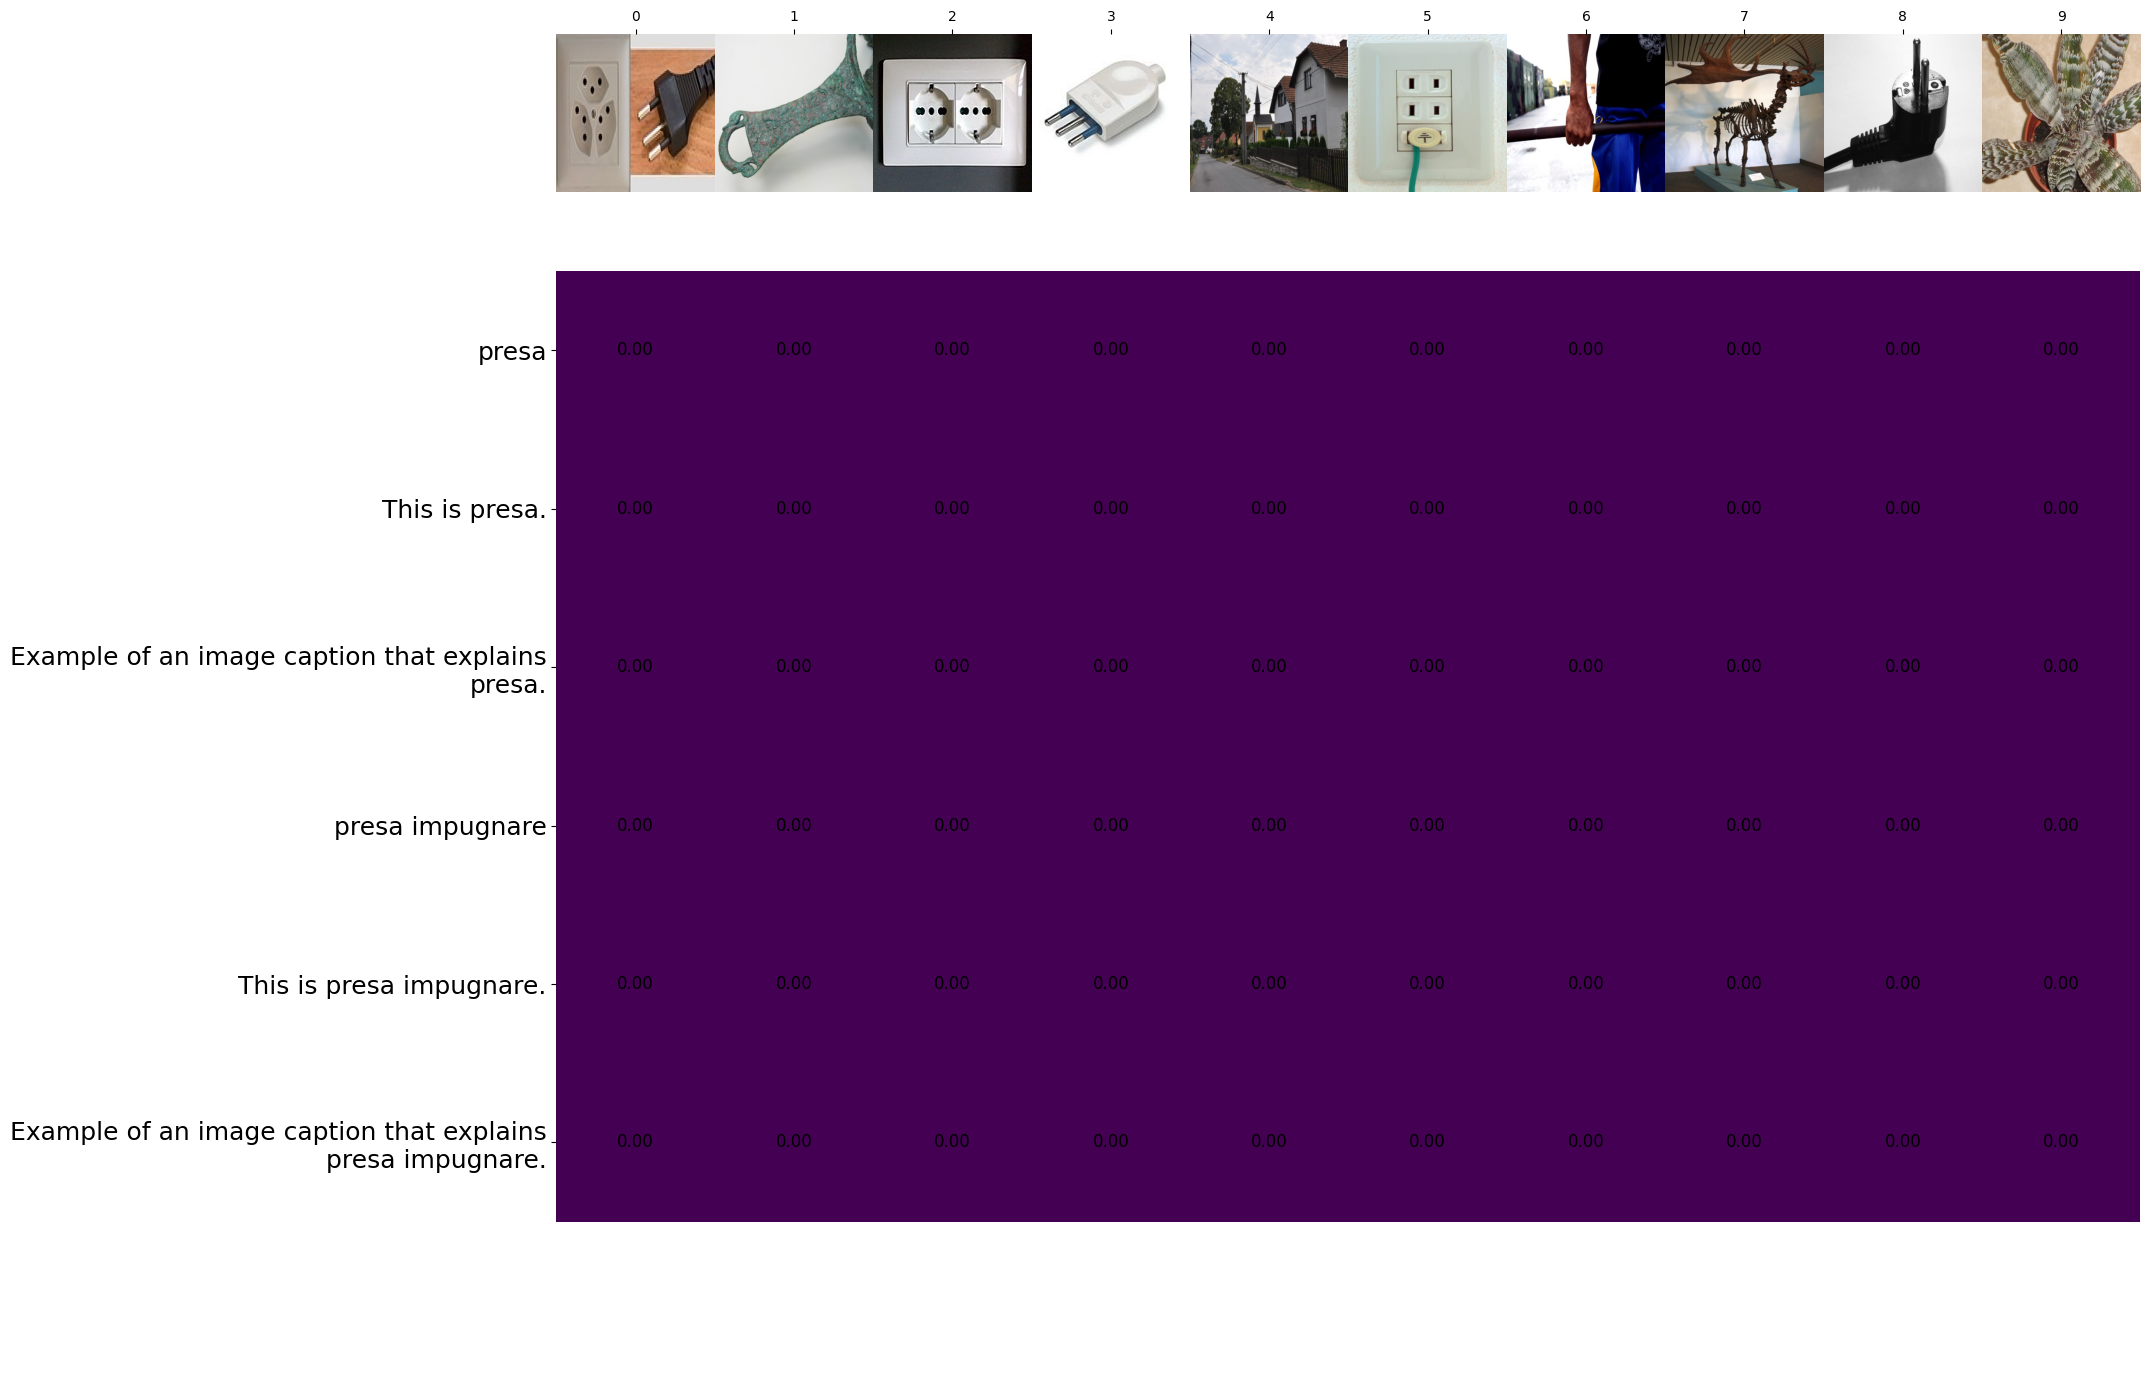 0 1 2 3 4 5 6 7 8 9
presa 0.00 0.00 0.00 0.00 0.00 0.00 0.00 0.00 0.00 0.00
This is presa. 0.00 0.00 0.00 0.00 0.00 0.00 0.00 0.00 0.00 0.00
Example of an image caption that explains
presa. 0.00 0.00 0.00 0.00 0.00 0.00 0.00 0.00 0.00 0.00
presa impugnare 0.00 0.00 0.00 0.00 0.00 0.00 0.00 0.00 0.00 0.00
This is presa impugnare. 0.00 0.00 0.00 0.00 0.00 0.00 0.00 0.00 0.00 0.00
Example of an image caption that explains
presa impugnare. 0.00 0.00 0.00 0.00 0.00 0.00 0.00 0.00 0.00 0.00